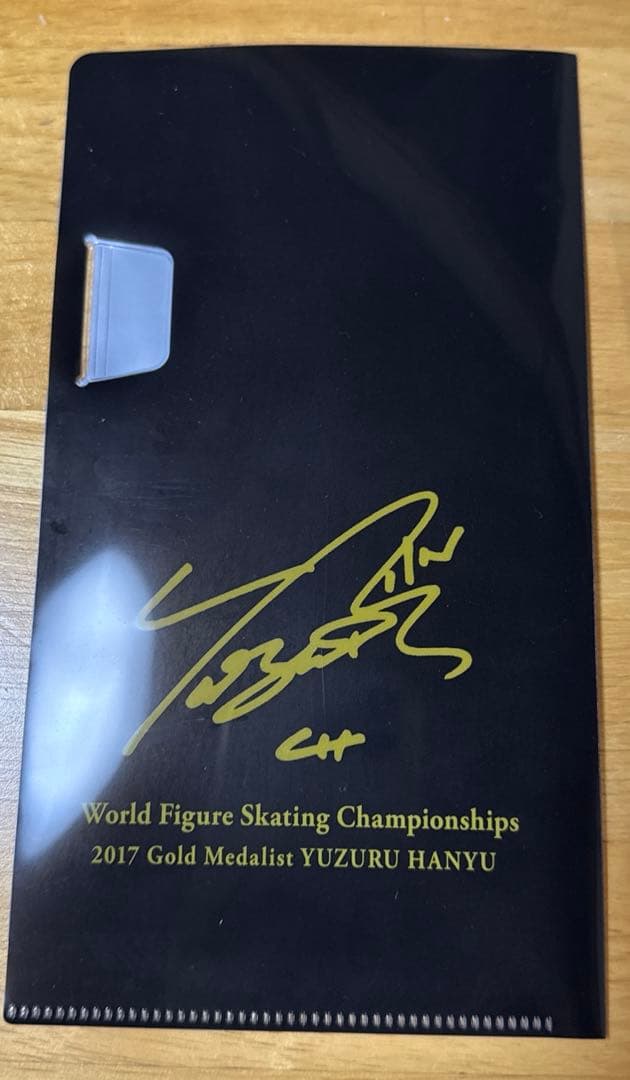 World Figure Skating Championships
2017 Gold Medalist YUZURU HANYU